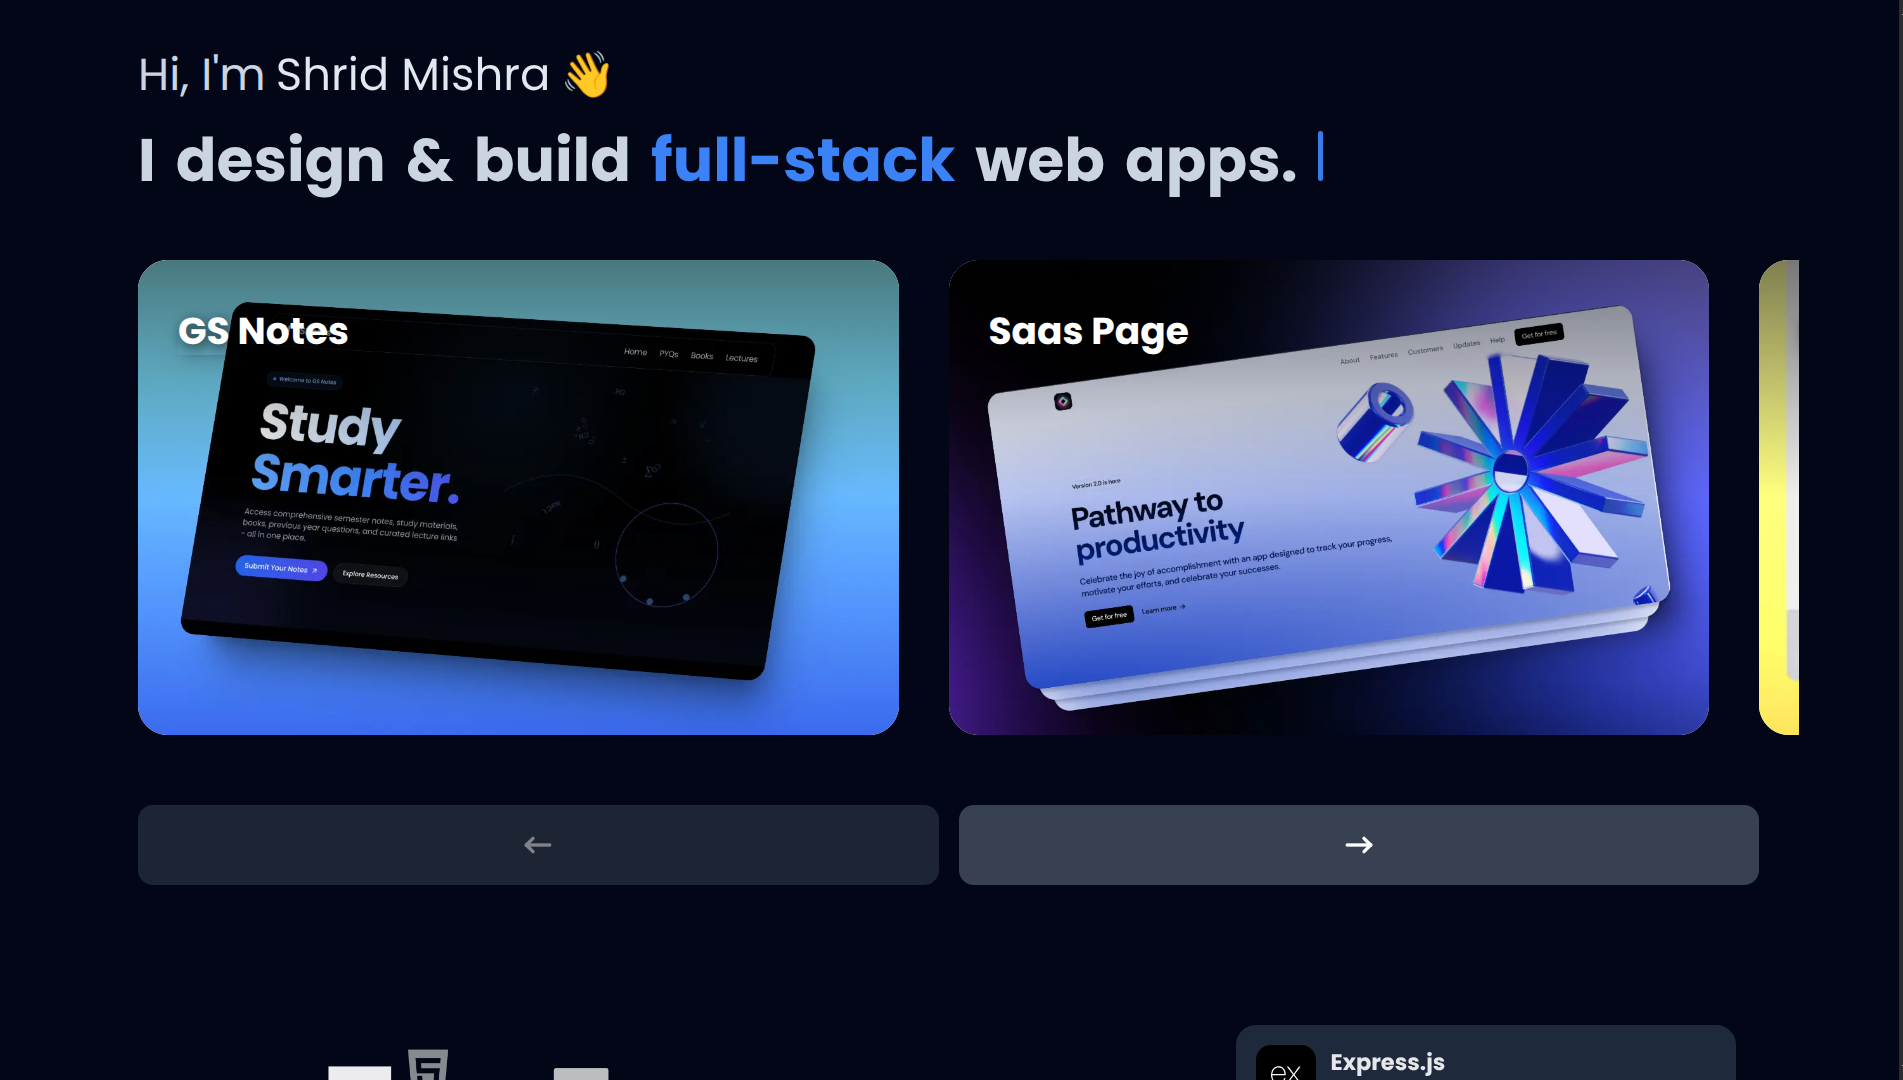 Hi, I'm Shrid Mishra 👋
I design & build full-stack web apps.
GS Notes
Home PYQs Books Lectures
Welcome to GS Notes
Study
Smarter.
Access comprehensive semester notes, study materials,
books, previous year questions, and curated lecture links
- all in one place.
Submit Your Notes ↗
Explore Resources
Saas Page
About Features Customers Updates Help Get for free
Version 2.0 is here
Pathway to
productivity
Celebrate the joy of accomplishment with an app designed to track your progress,
motivate your efforts, and celebrate your successes.
Get for free Learn more →
← →
ex
Express.js